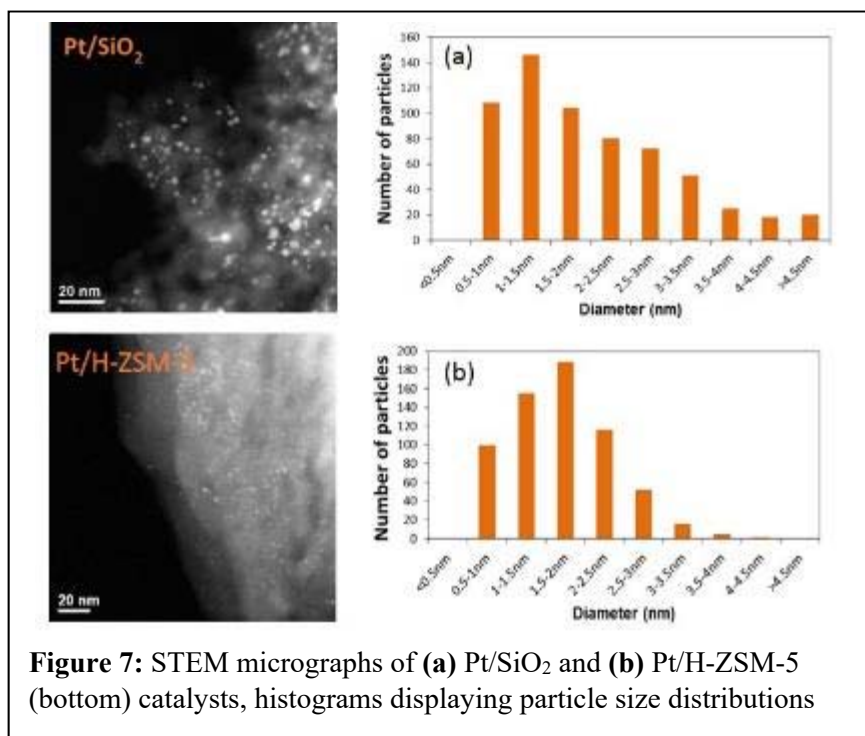 Pt/SiO₂
20 nm
(a)
Number of particles
160
140
120
100
80
60
40
20
0
<0.5nm
0.5-1nm
1-1.5nm
1.5-2nm
2-2.5nm
2.5-3nm
3-3.5nm
3.5-4nm
4-4.5nm
>4.5nm
Diameter (nm)
Pt/H-ZSM-5
20 nm
(b)
Number of particles
200
180
160
140
120
100
80
60
40
20
0
<0.5nm
0.5-1nm
1-1.5nm
1.5-2nm
2-2.5nm
2.5-3nm
3-3.5nm
3.5-4nm
4-4.5nm
>4.5nm
Diameter (nm)
Figure 7: STEM micrographs of (a) Pt/SiO₂ and (b) Pt/H-ZSM-5
(bottom) catalysts, histograms displaying particle size distributions